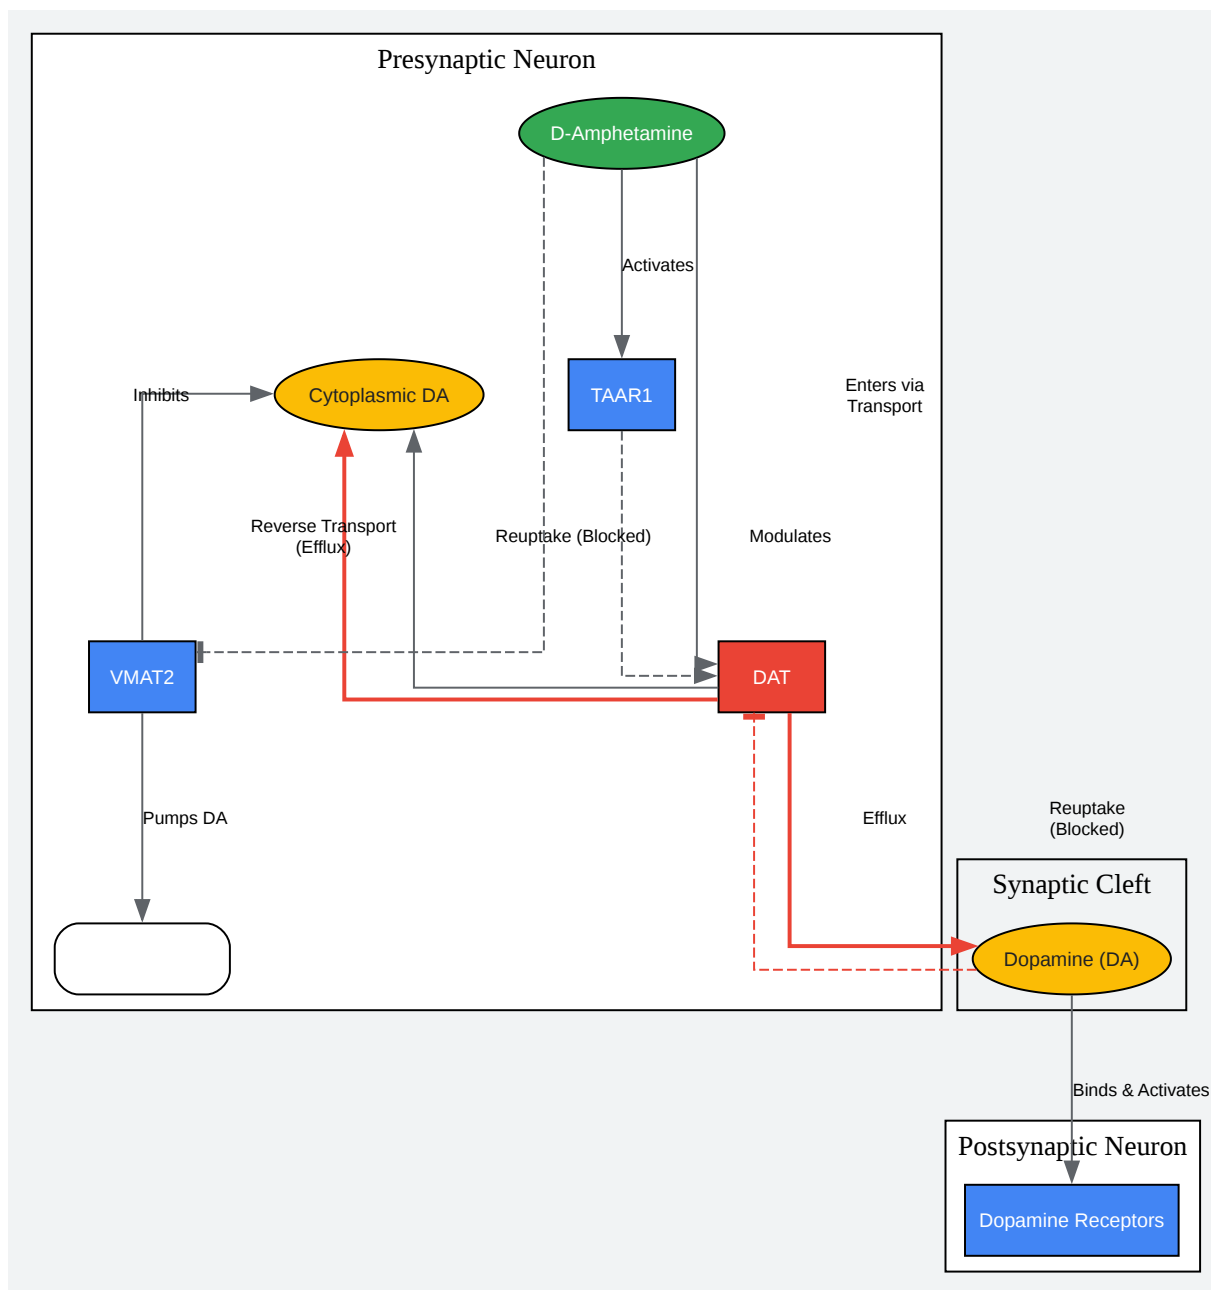 Presynaptic Neuron
D-Amphetamine
Activates
Enters via
Transport
Inhibits
Cytoplasmic DA
TAAR1
Reverse Transport
(Efflux)
Reuptake (Blocked)
Modulates
VMAT2
DAT
Pumps DA
Efflux
Reuptake
(Blocked)
Synaptic Cleft
Dopamine (DA)
Binds & Activates
Postsynaptic Neuron
Dopamine Receptors